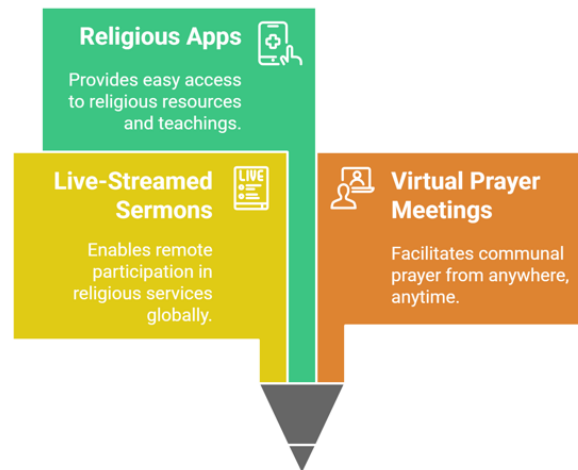 Religious Apps
Provides easy access
to religious resources
and teachings.
Live-Streamed
Sermons
LIVE
Enables remote
participation in
religious services
globally.
Virtual Prayer
Meetings
Facilitates communal
prayer from anywhere,
anytime.